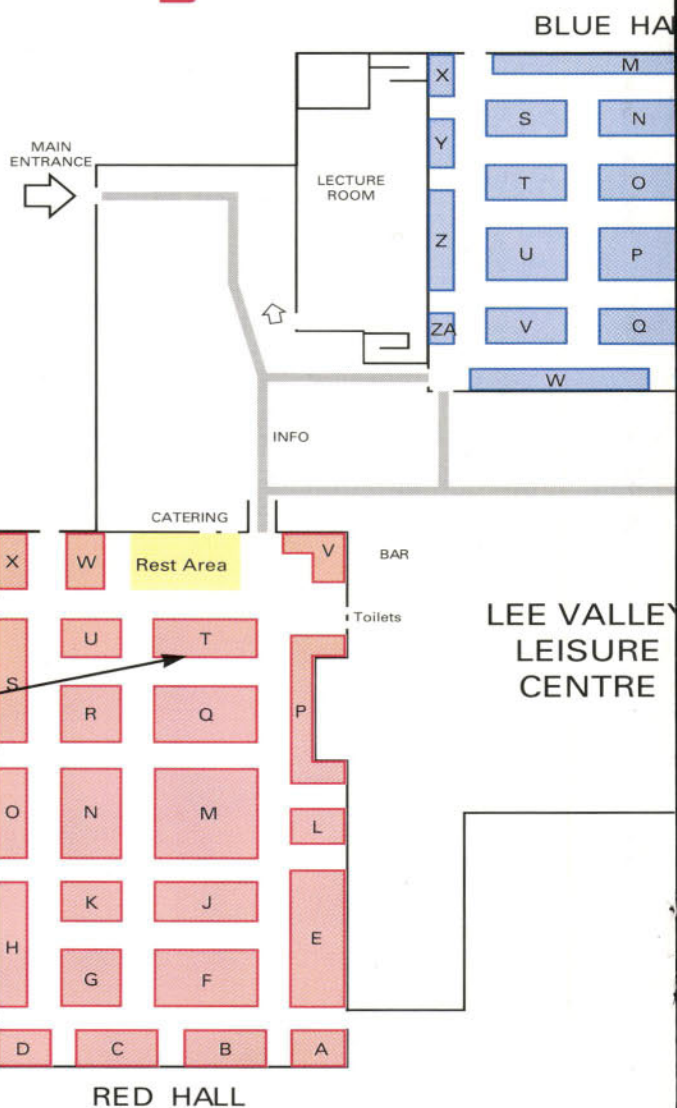 BLUE HA
M
X
S
N
MAIN
ENTRANCE
Y
LECTURE
ROOM
T
O
Z
U
P
ZA
V
Q
W
INFO
CATERING
X
W
Rest Area
V
BAR
Toilets
LEE VALLEY
LEISURE
CENTRE
U
T
S
R
Q
P
O
N
M
L
K
J
H
E
G
F
D
C
B
A
RED HALL